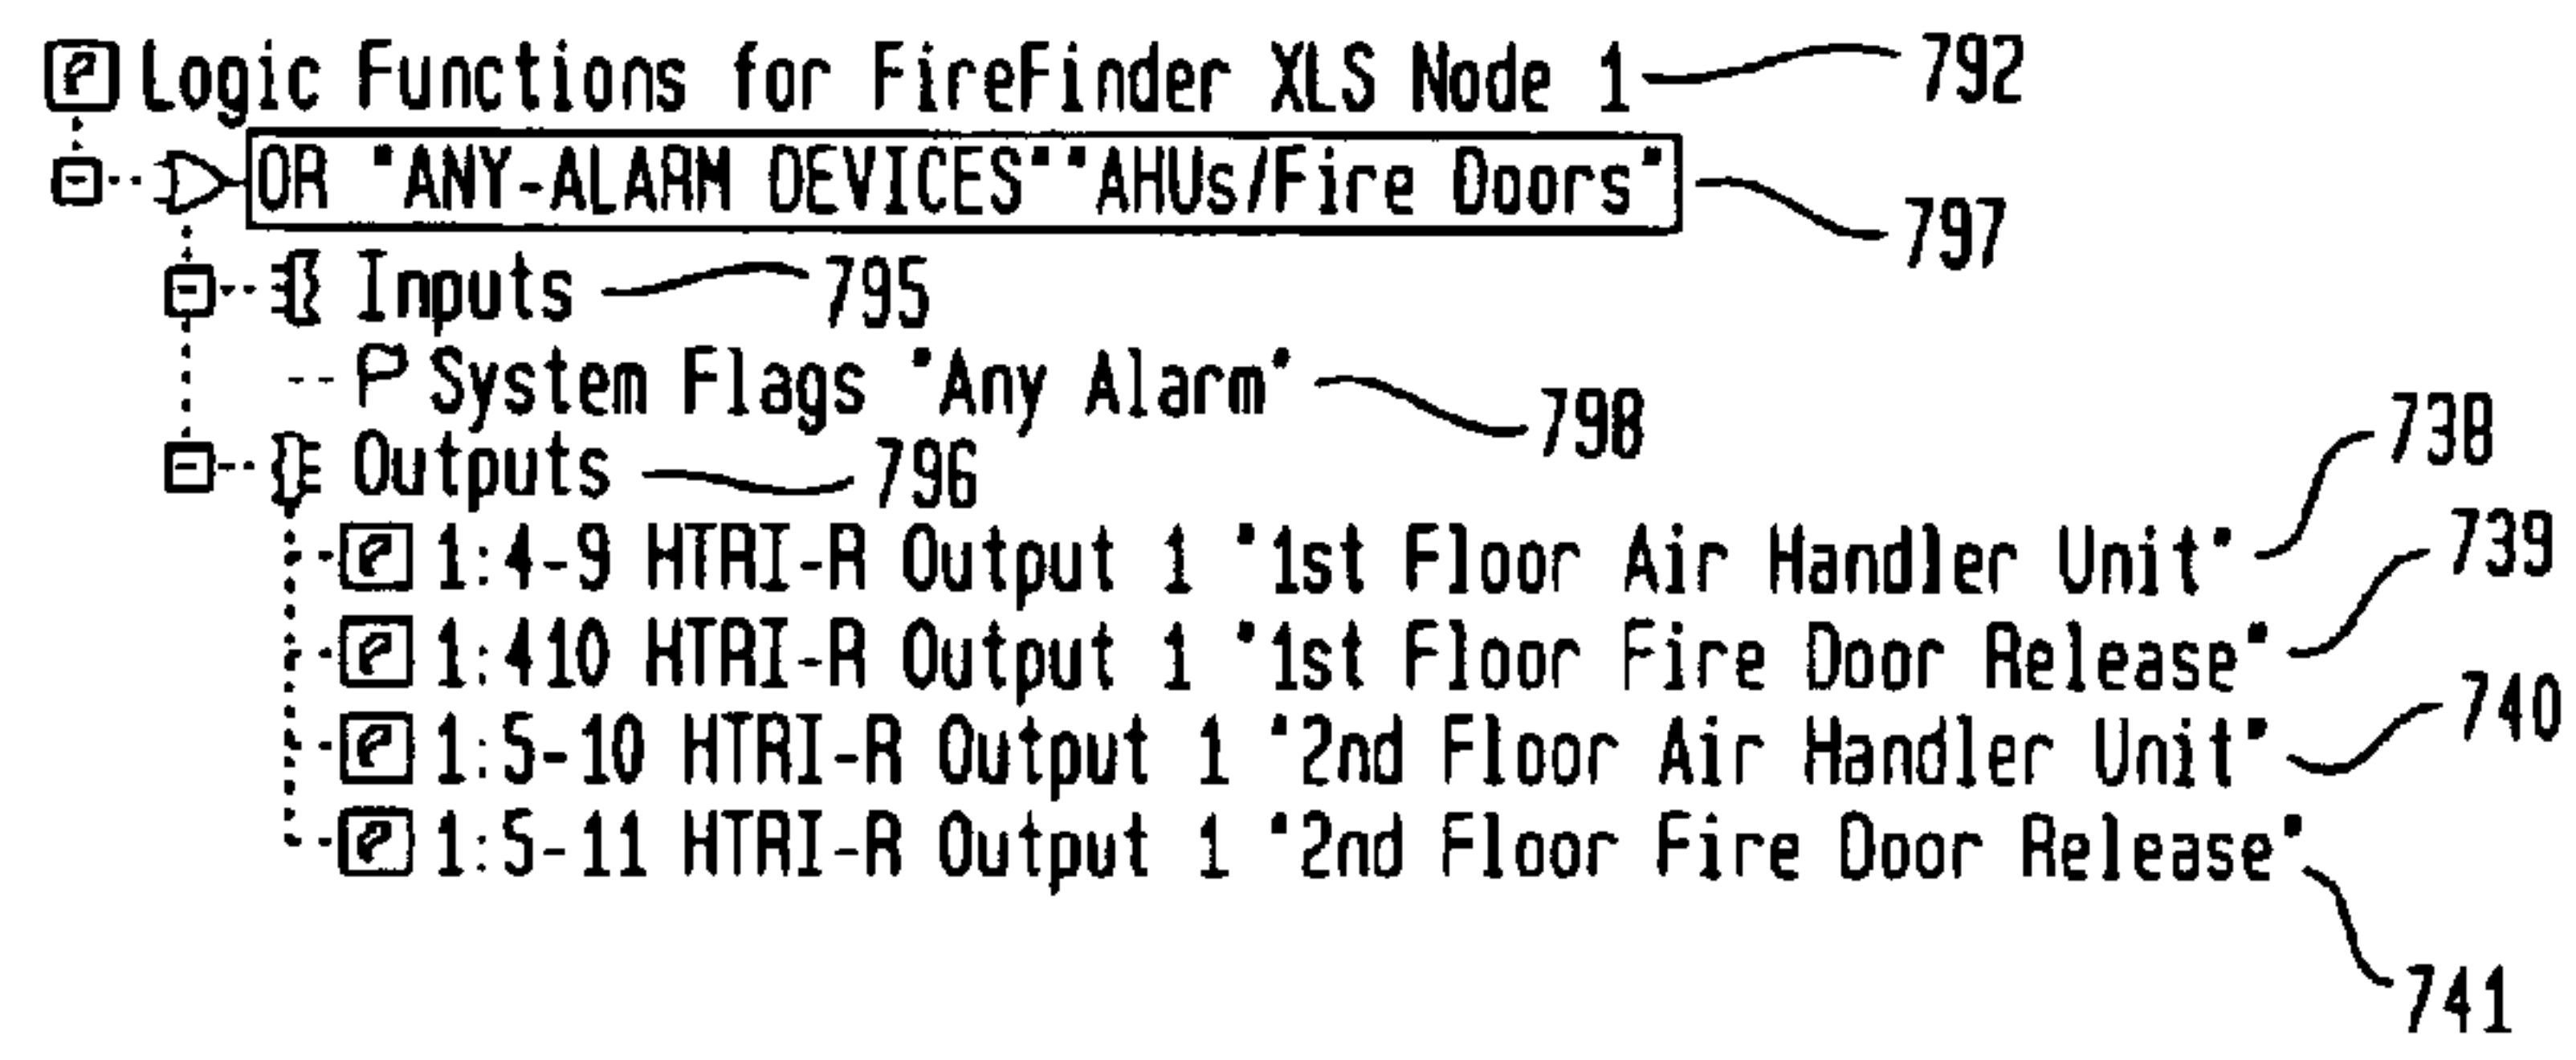 Logic Functions for FireFinder XLS Node 1 792
OR "ANY-ALARM DEVICES""AHUs/Fire Doors" 797
Inputs 795
System Flags "Any Alarm" 798
Outputs 796
1:4-9 HTRI-R Output 1 "1st Floor Air Handler Unit" 738
1:410 HTRI-R Output 1 "1st Floor Fire Door Release" 739
1:5-10 HTRI-R Output 1 "2nd Floor Air Handler Unit" 740
1:5-11 HTRI-R Output 1 "2nd Floor Fire Door Release" 741